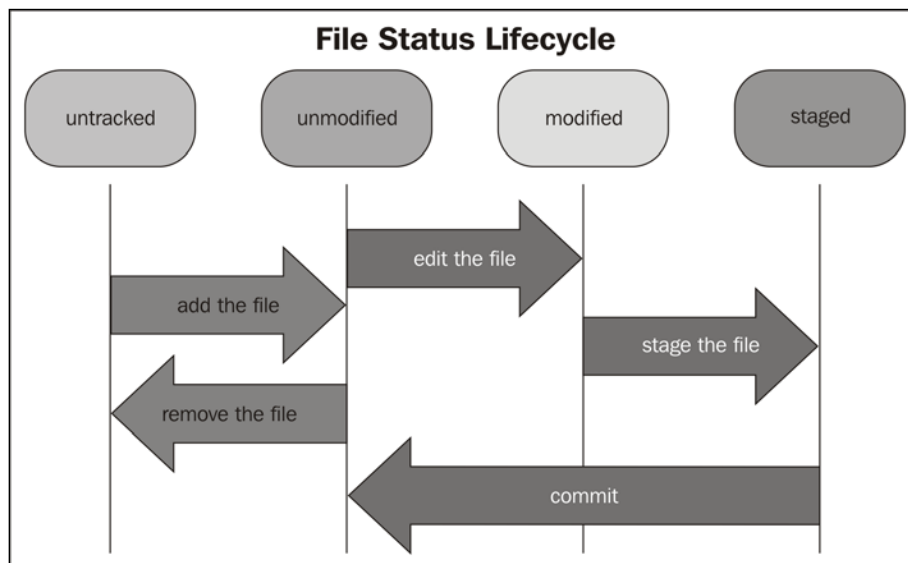 File Status Lifecycle
untracked
unmodified
modified
staged
edit the file
add the file
stage the file
remove the file
commit